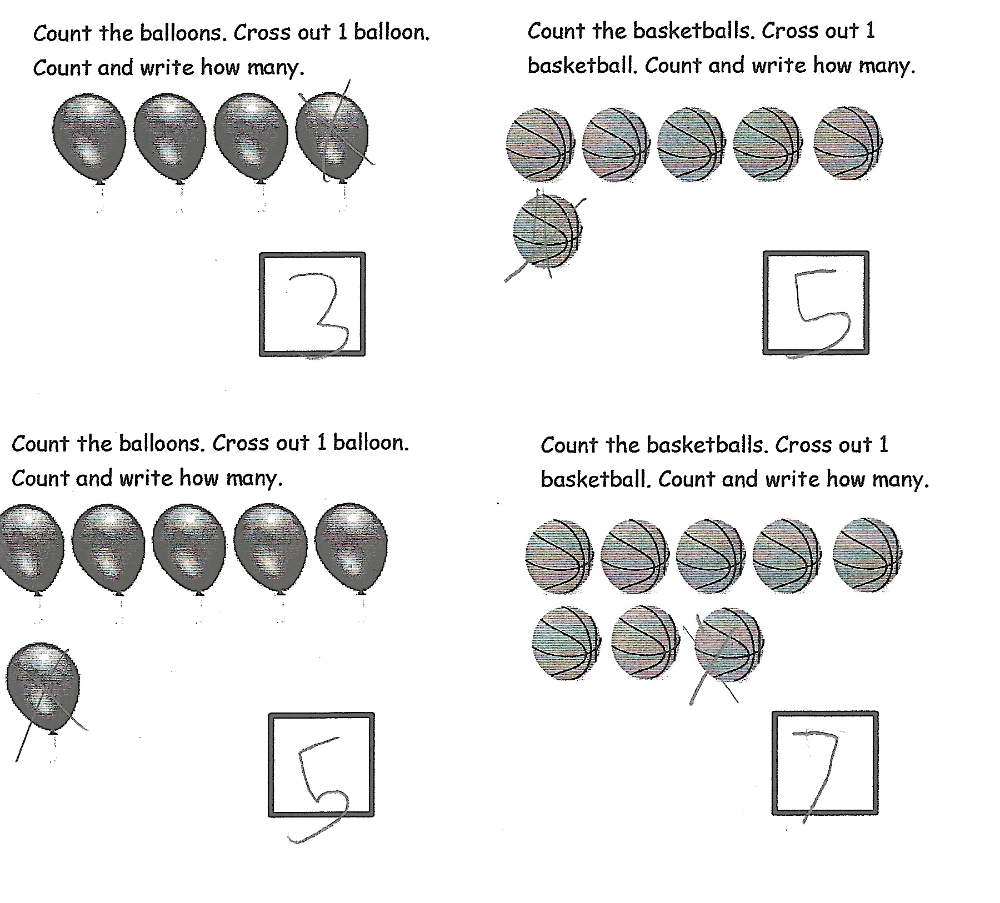 Count the balloons. Cross out 1 balloon.
Count and write how many.
3
Count the basketballs. Cross out 1
basketball. Count and write how many.
5
Count the balloons. Cross out 1 balloon.
Count and write how many.
5
Count the basketballs. Cross out 1
basketball. Count and write how many.
7